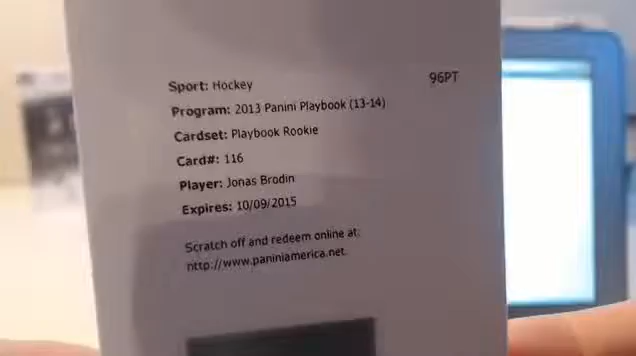 Sport: Hockey 96PT
Program: 2013 Panini Playbook (13-14)
Cardset: Playbook Rookie
Card#: 116
Player: Jonas Brodin
Expires: 10/09/2015
Scratch off and redeem online at:
http://www.paniniamerica.net.